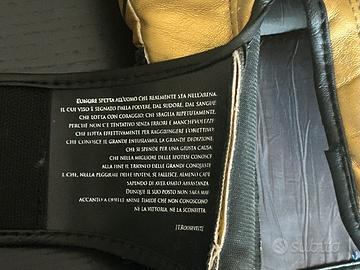 L'onore spetta all'uomo che realmente sta nell'arena,
il cui viso è segnato dalla polvere, dal sudore, dal sangue
che lotta con coraggio; che sbaglia ripetutamente,
perché non c'è tentativo senza errori e manchevolezze
che lotta effettivamente per raggiungere l'obiettivo
che conosce il grande entusiasmo, la grande dedizione,
che si spende per una giusta causa
che nella migliore delle ipotesi conosce
alla fine il trionfo delle grandi conquiste
e che, nella peggiore delle ipotesi, se fallisce, almeno cade
sapendo di aver osato abbastanza
Dunque il suo posto non sarà mai
accanto a quelle anime timide che non conoscono
né la vittoria, né la sconfitta.
[T.Roosevelt]
subito